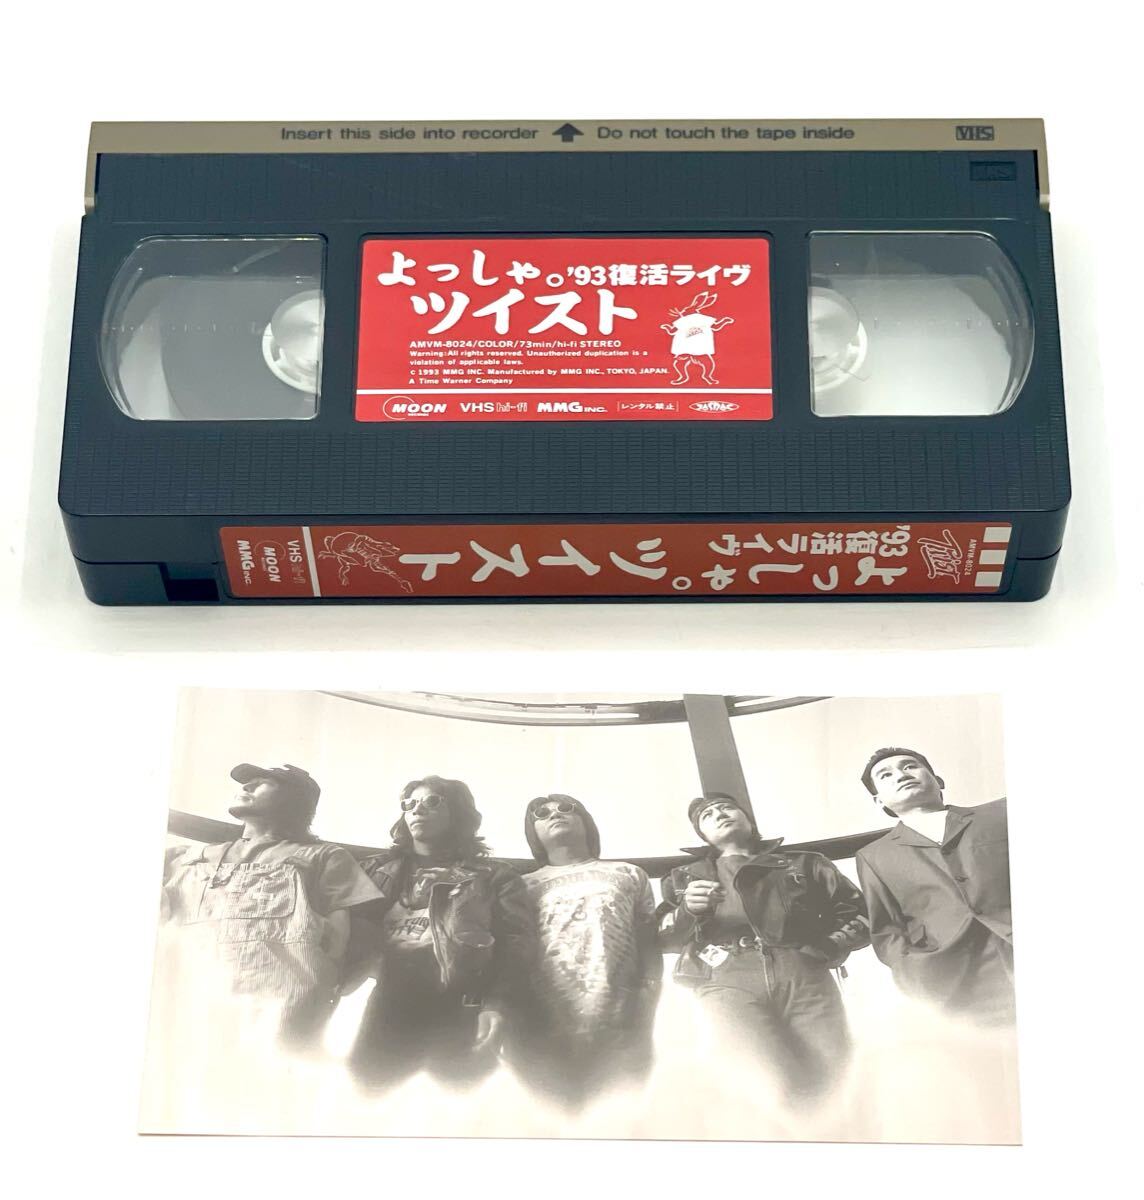 Insert this side into recorder Do not touch the tape inside
VHS
VHS
よっしゃ。'93復活ライヴ
ツイスト
AMVM-8024/COLOR/73min/hi-fi STEREO
Warning:All rights reserved. Unauthorized duplication is a
violation of applicable laws.
c 1993 MMG INC. Manufactured by MMG INC., TOKYO, JAPAN.
A Time Warner Company
MOON RECORDS VHS hi-fi MMG INC. レンタル禁止 JASRAC
AMVM-8024
Twist
'93復活ライヴ
よっしゃ。ツイスト
VHS hi-fi
MOON
MMG INC.